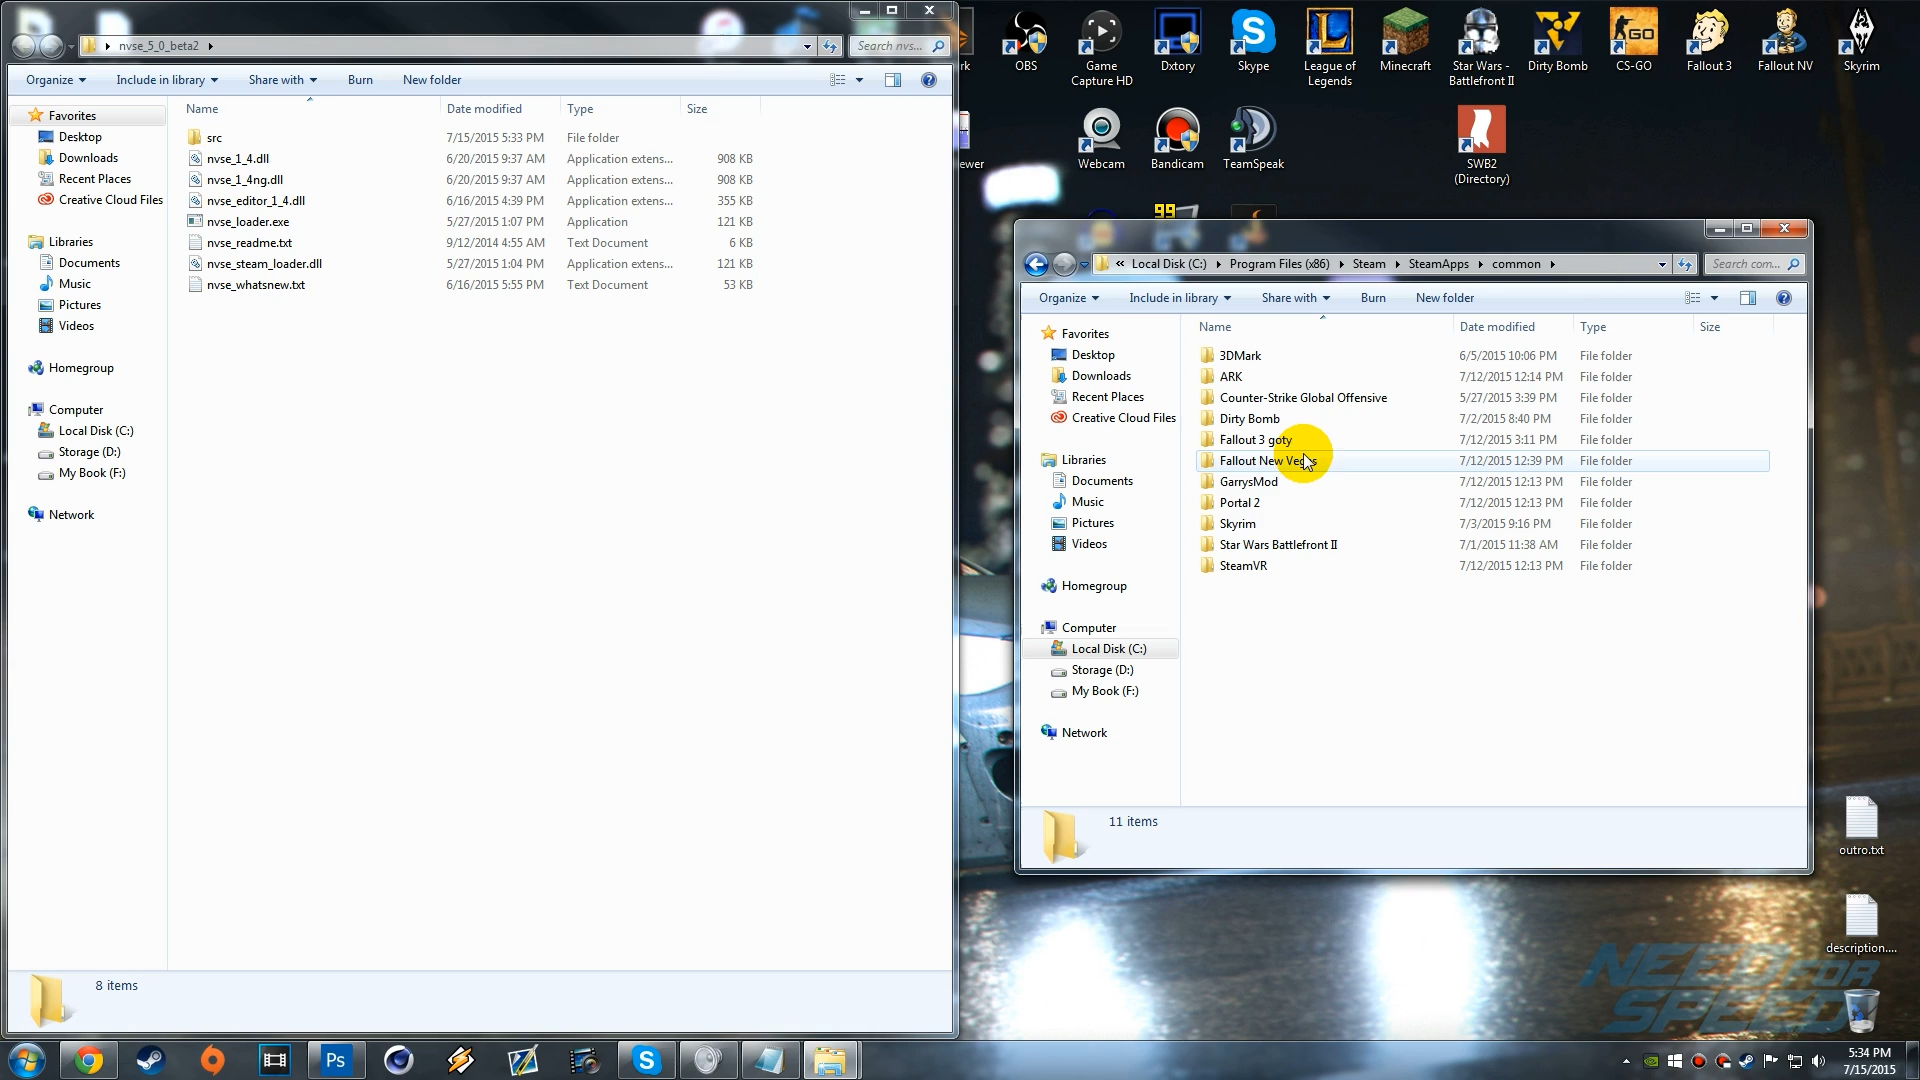 nvse_5_0_beta2
Search nvs...
Organize
Include in library
Share with
Burn
New folder
Name
Date modified
Type
Size
Favorites
Desktop
Downloads
Recent Places
Creative Cloud Files
Libraries
Documents
Music
Pictures
Videos
Homegroup
Computer
Local Disk (C:)
Storage (D:)
My Book (F:)
Network
src 7/15/2015 5:33 PM File folder
nvse_1_4.dll 6/20/2015 9:37 AM Application extens... 908 KB
nvse_1_4ng.dll 6/20/2015 9:37 AM Application extens... 908 KB
nvse_editor_1_4.dll 6/16/2015 4:39 PM Application extens... 355 KB
nvse_loader.exe 5/27/2015 1:07 PM Application 121 KB
nvse_readme.txt 9/12/2014 4:55 AM Text Document 6 KB
nvse_steam_loader.dll 5/27/2015 1:04 PM Application extens... 121 KB
nvse_whatsnew.txt 6/16/2015 5:55 PM Text Document 53 KB
8 items
rk
OBS
Game Capture HD
Dxtory
Skype
League of Legends
Minecraft
Star Wars - Battlefront II
Dirty Bomb
GO
CS-GO
Fallout 3
Fallout NV
Skyrim
ewer
Webcam
Bandicam
TeamSpeak
SWB2 (Directory)
99
« Local Disk (C:) Program Files (x86) Steam SteamApps common
Search com...
Organize
Include in library
Share with
Burn
New folder
Name
Date modified
Type
Size
Favorites
Desktop
Downloads
Recent Places
Creative Cloud Files
Libraries
Documents
Music
Pictures
Videos
Homegroup
Computer
Local Disk (C:)
Storage (D:)
My Book (F:)
Network
3DMark 6/5/2015 10:06 PM File folder
ARK 7/12/2015 12:14 PM File folder
Counter-Strike Global Offensive 5/27/2015 3:39 PM File folder
Dirty Bomb 7/2/2015 8:40 PM File folder
Fallout 3 goty 7/12/2015 3:11 PM File folder
Fallout New Vegas 7/12/2015 12:39 PM File folder
GarrysMod 7/12/2015 12:13 PM File folder
Portal 2 7/12/2015 12:13 PM File folder
Skyrim 7/3/2015 9:16 PM File folder
Star Wars Battlefront II 7/1/2015 11:38 AM File folder
SteamVR 7/12/2015 12:13 PM File folder
11 items
outro.txt
description....
NEED FOR
SPEED
Ps
5:34 PM
7/15/2015